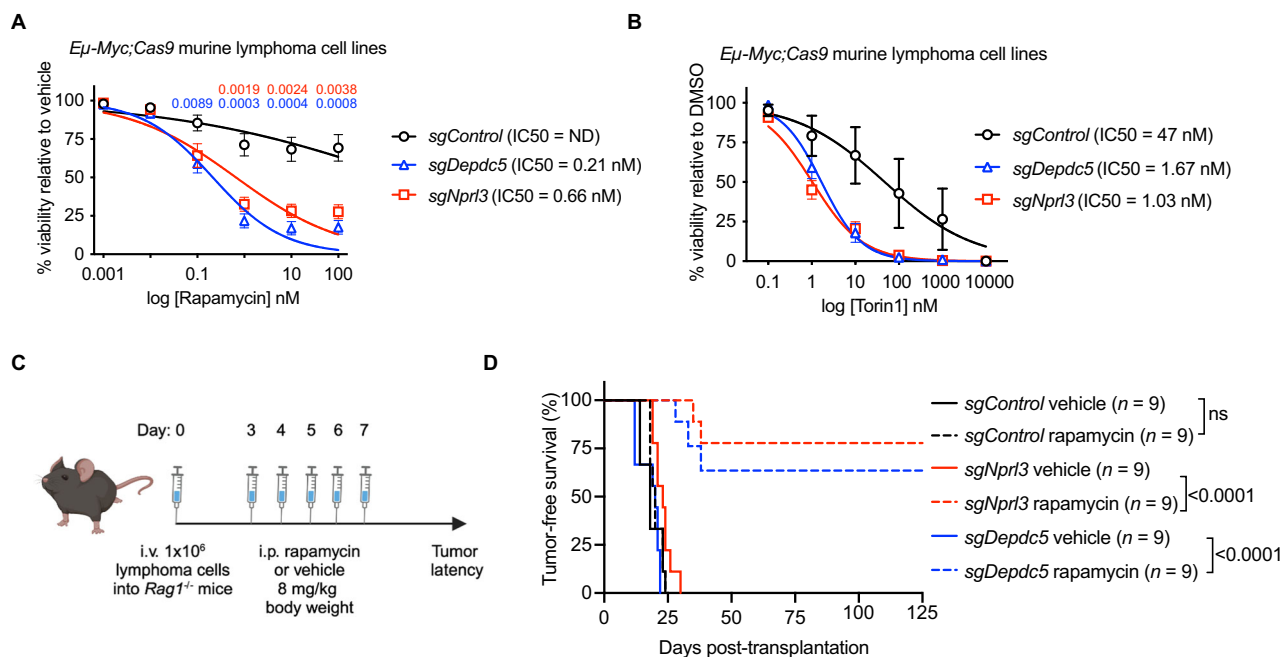 A
Eμ-Myc;Cas9 murine lymphoma cell lines
% viability relative to vehicle
100
75
50
25
0
0.0019 0.0024 0.0038
0.0089 0.0003 0.0004 0.0008
0.001 0.1 1 10 100
log [Rapamycin] nM
sgControl (IC50 = ND)
sgDepdc5 (IC50 = 0.21 nM)
sgNprl3 (IC50 = 0.66 nM)
B
Eμ-Myc;Cas9 murine lymphoma cell lines
% viability relative to DMSO
100
75
50
25
0
0.1 1 10 100 1000 10000
log [Torin1] nM
sgControl (IC50 = 47 nM)
sgDepdc5 (IC50 = 1.67 nM)
sgNprl3 (IC50 = 1.03 nM)
C
Day: 0 3 4 5 6 7
i.v. 1x10⁶
lymphoma cells
into Rag1⁻/⁻ mice
i.p. rapamycin
or vehicle
8 mg/kg
body weight
Tumor
latency
D
Tumor-free survival (%)
100
75
50
25
0
0 25 50 75 100 125
Days post-transplantation
sgControl vehicle (n = 9)
sgControl rapamycin (n = 9)
ns
sgNprl3 vehicle (n = 9)
sgNprl3 rapamycin (n = 9)
<0.0001
sgDepdc5 vehicle (n = 9)
sgDepdc5 rapamycin (n = 9)
<0.0001